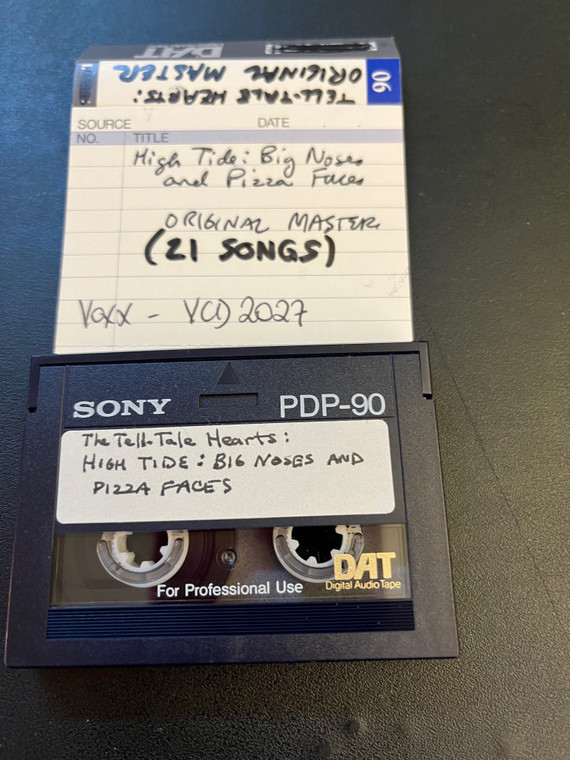 DAT
TELL-TALE HEARTS:
ORIGINAL MASTER
90
SOURCE DATE
NO. TITLE
High Tide: Big Noses
and Pizza Faces
ORIGINAL MASTER
(21 SONGS)
Voxx - VCD 2027
SONY PDP-90
The Tell-Tale Hearts:
HIGH TIDE: BIG NOSES AND
PIZZA FACES
DAT
Digital Audio Tape
For Professional Use